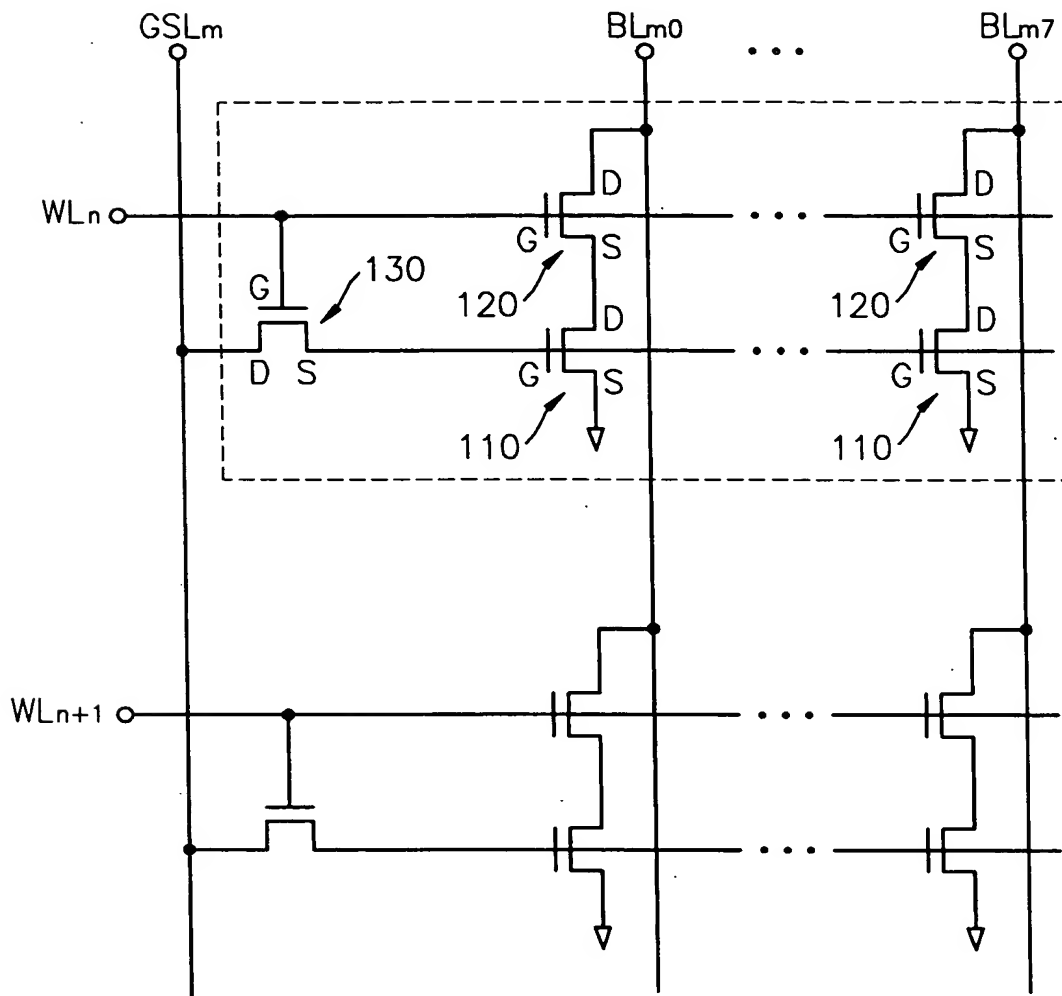 GSLm BLm0 ••• BLm7
WLn
D D
G S G S
G 130 120 120
D D
D S G S G S
110 110
WLn+1